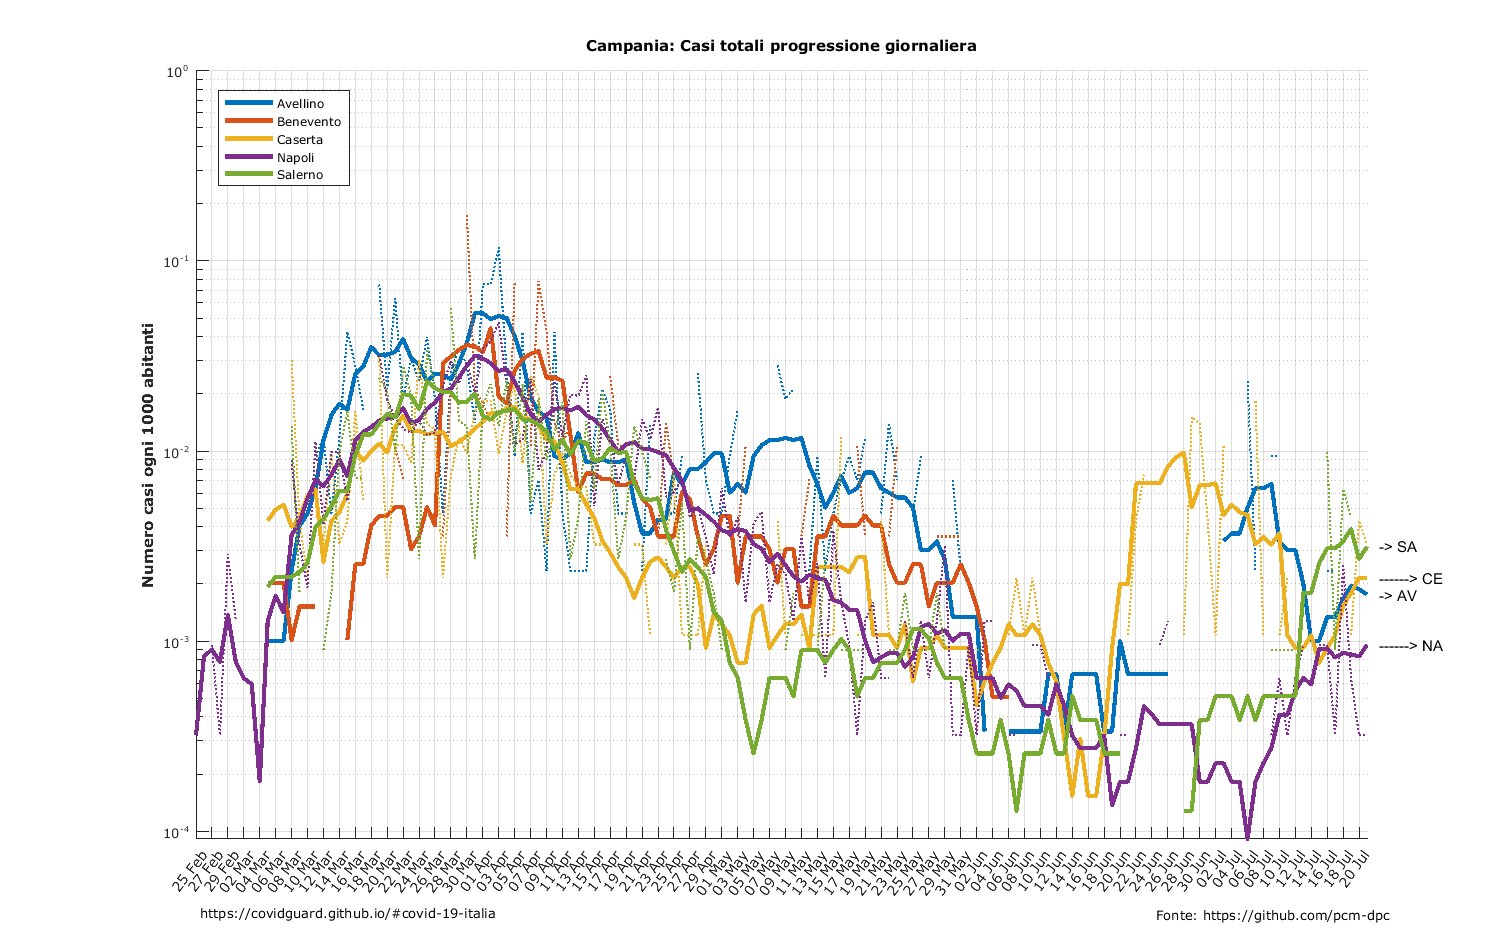 Campania: Casi totali progressione giornaliera
10^0
10^-1
10^-2
10^-3
10^-4
Numero casi ogni 1000 abitanti
Avellino
Benevento
Caserta
Napoli
Salerno
-> SA
------> CE
-> AV
------> NA
25 Feb
27 Feb
29 Feb
02 Mar
04 Mar
06 Mar
08 Mar
10 Mar
12 Mar
14 Mar
16 Mar
18 Mar
20 Mar
22 Mar
24 Mar
26 Mar
28 Mar
30 Mar
01 Apr
03 Apr
05 Apr
07 Apr
09 Apr
11 Apr
13 Apr
15 Apr
17 Apr
19 Apr
21 Apr
23 Apr
25 Apr
27 Apr
29 Apr
01 May
03 May
05 May
07 May
09 May
11 May
13 May
15 May
17 May
19 May
21 May
23 May
25 May
27 May
29 May
31 May
02 Jun
04 Jun
06 Jun
08 Jun
10 Jun
12 Jun
14 Jun
16 Jun
18 Jun
20 Jun
22 Jun
24 Jun
26 Jun
28 Jun
30 Jun
02 Jul
04 Jul
06 Jul
08 Jul
10 Jul
12 Jul
14 Jul
16 Jul
18 Jul
20 Jul
https://covidguard.github.io/#covid-19-italia
Fonte: https://github.com/pcm-dpc